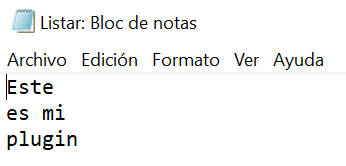 Listar: Bloc de notas
Archivo Edición Formato Ver Ayuda
Este
es mi
plugin